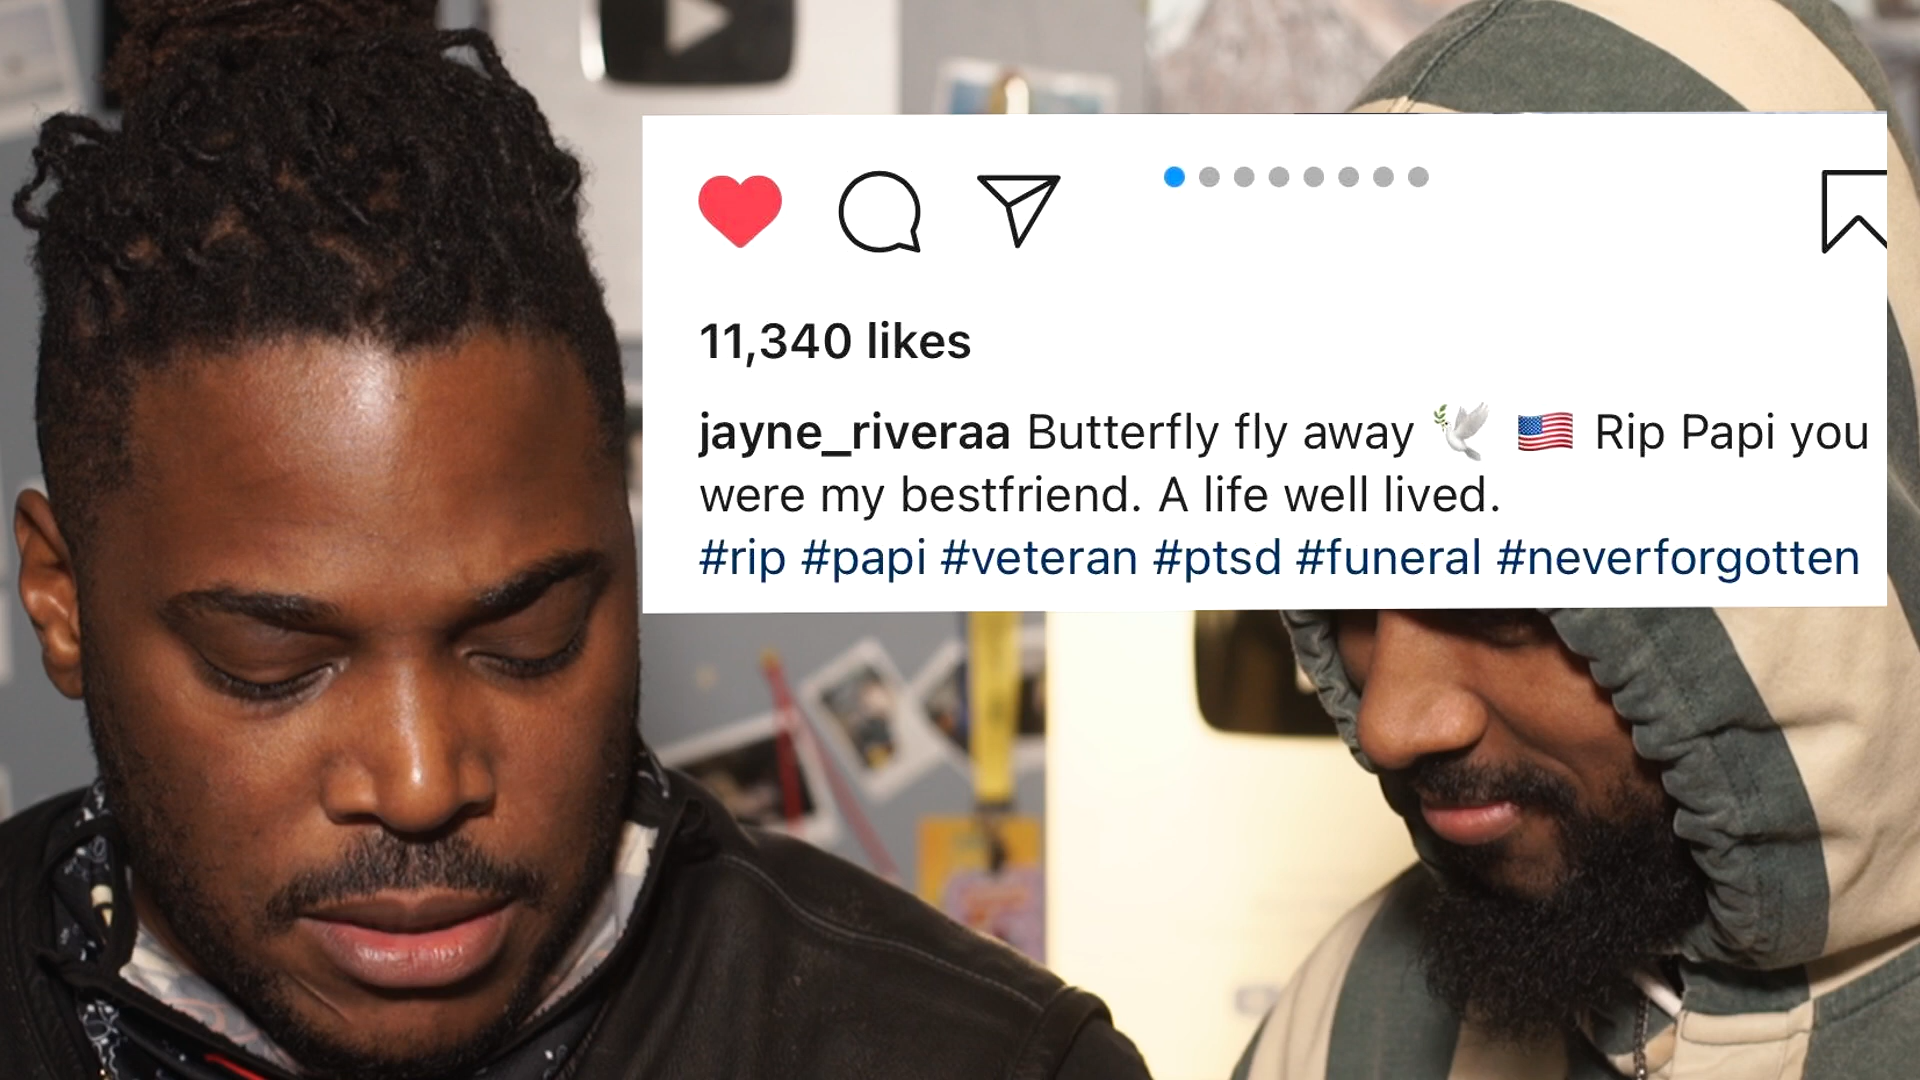 11,340 likes
jayne_riveraa Butterfly fly away 🕊️ 🇺🇸 Rip Papi you
were my bestfriend. A life well lived.
#rip #papi #veteran #ptsd #funeral #neverforgotten